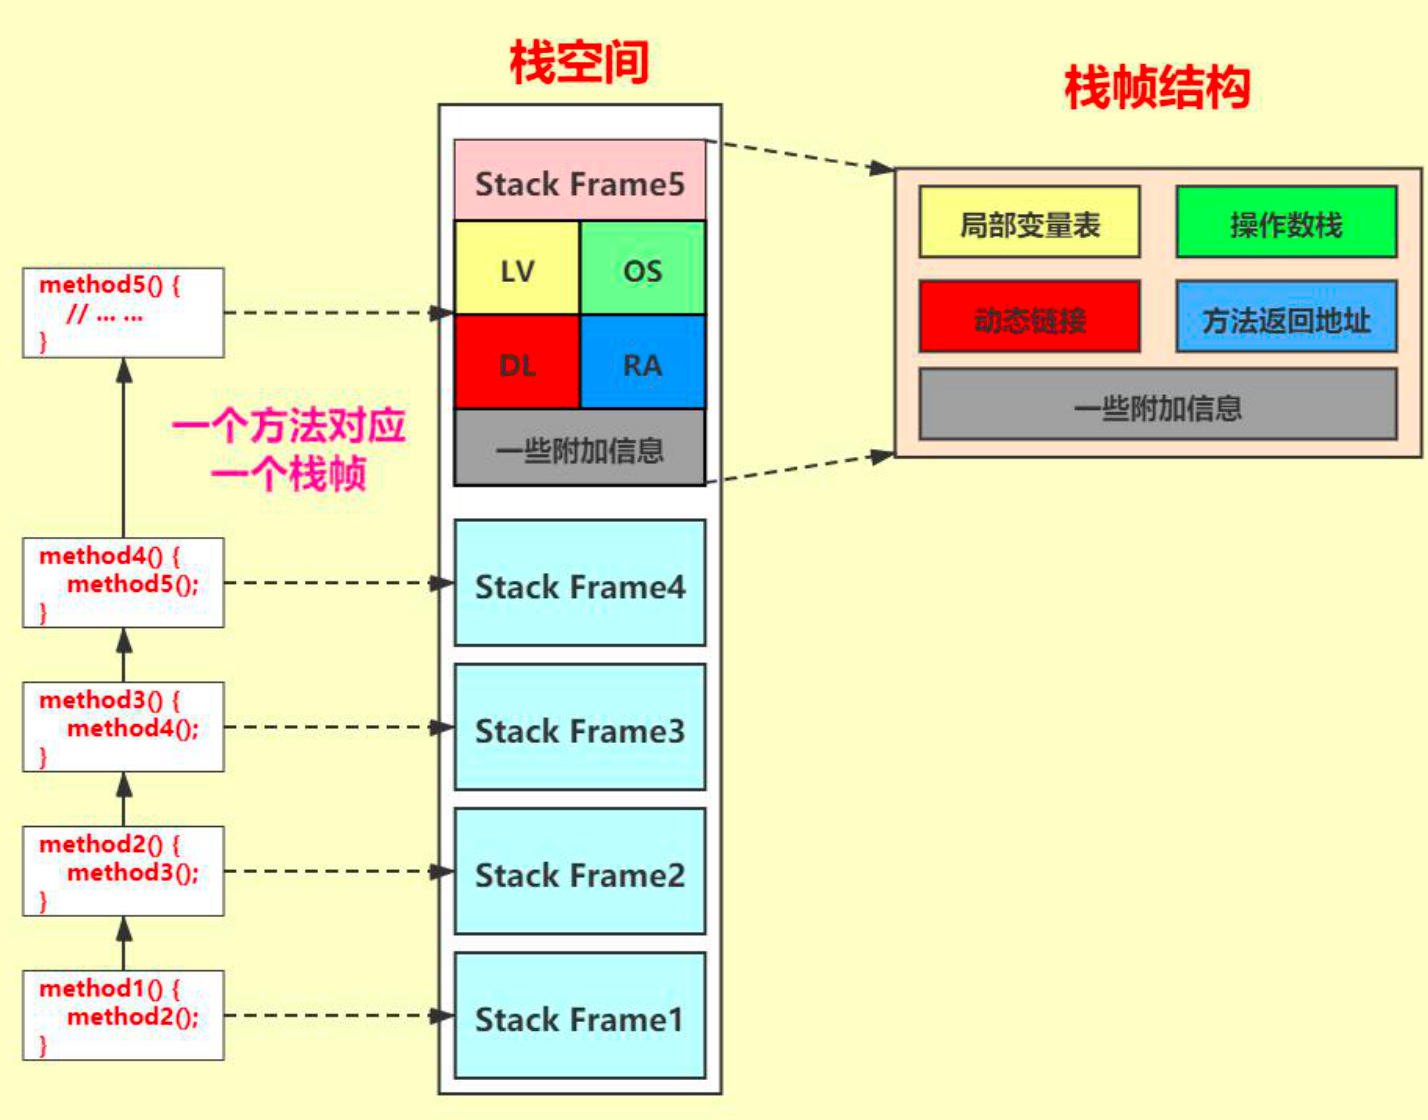 栈空间
栈帧结构
Stack Frame5
LV
OS
DL
RA
一些附加信息
局部变量表
操作数栈
动态链接
方法返回地址
一些附加信息
method5() {
// ... ...
}
一个方法对应
一个栈帧
method4() {
method5();
}
Stack Frame4
method3() {
method4();
}
Stack Frame3
method2() {
method3();
}
Stack Frame2
method1() {
method2();
}
Stack Frame1